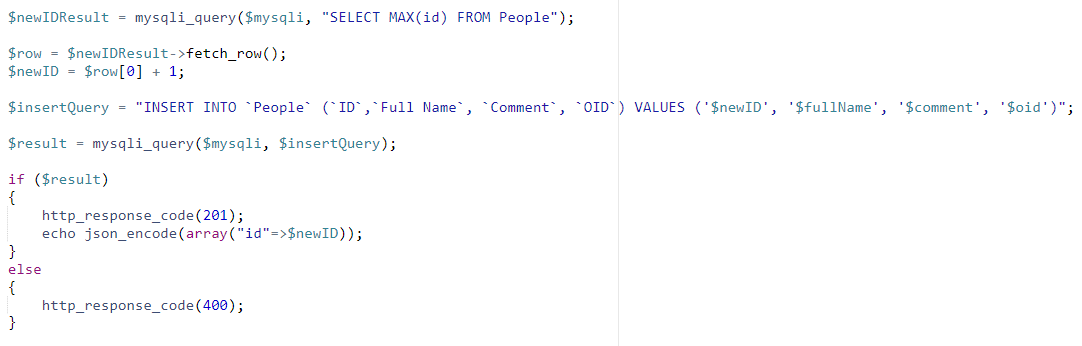 $newIDResult = mysqli_query($mysqli, "SELECT MAX(id) FROM People");
$row = $newIDResult->fetch_row();
$newID = $row[0] + 1;
$insertQuery = "INSERT INTO `People` (`ID`,`Full Name`, `Comment`, `OID`) VALUES ('$newID', '$fullName', '$comment', '$oid')";
$result = mysqli_query($mysqli, $insertQuery);
if ($result)
{
    http_response_code(201);
    echo json_encode(array("id"=>$newID));
}
else
{
    http_response_code(400);
}